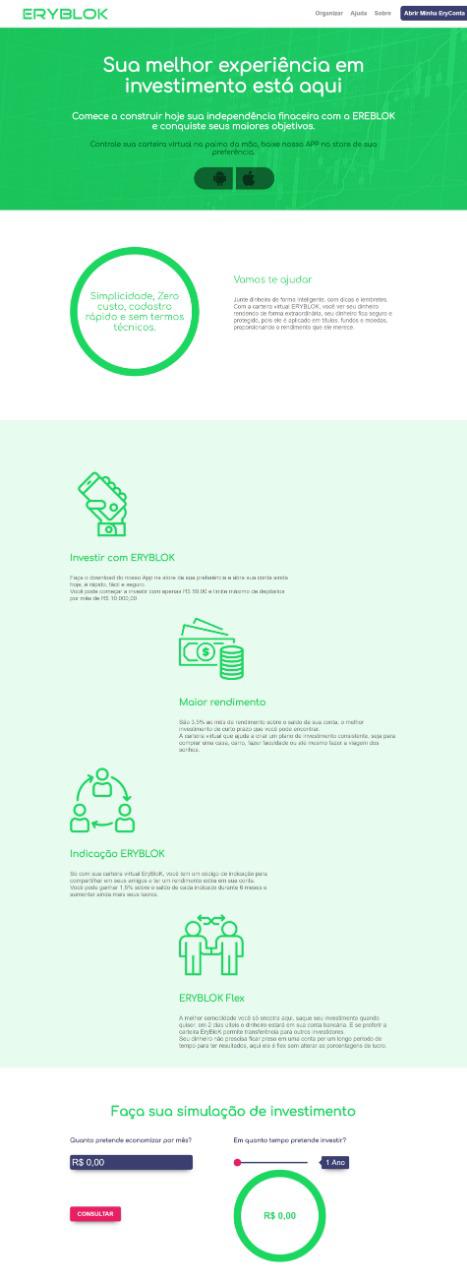 ERYBLOK
Organizar Ajuda Sobre Abrir Minha EryConta
Sua melhor experiência em
investimento está aqui
Comece a construir hoje sua independência finaceira com a EREBLOK
e conquiste seus maiores objetivos.
Controle sua carteira virtual na palma da mão, baixe nosso APP na store de sua
preferência.
Simplicidade, Zero
custo, cadastro
rápido e sem termos
técnicos.
Vamos te ajudar
Junte dinheiro de forma inteligente, com dicas e lembretes.
Com a carteira virtual ERYBLOK, você ver seu dinheiro
rendendo de forma extraordinária, seu dinheiro fica seguro e
protegido, pois ele é aplicado em títulos, fundos e moedas,
proporcionando o rendimento que ele merece.
Investir com ERYBLOK
Faça o download do nosso App na store de sua preferência e abra sua conta ainda
hoje, é rápido, fácil e seguro.
Você pode começar a investir com apenas R$ 59,90 e limite máximo de depósitos
por mês de R$ 10.000,00
Maior rendimento
São 3.5% ao mês de rendimento sobre o saldo de sua conta, o melhor
investimento de curto prazo que você pode encontrar.
A carteira virtual que ajuda a criar um plano de investimento consistente, seja para
comprar uma casa, carro, fazer faculdade ou até mesmo fazer a viagem dos
sonhos.
Indicação ERYBLOK
Só com sua carteira virtual EryBloK, você tem um código de indicação para
compartilhar com seus amigos e ter um rendimento extra em sua conta.
Você pode ganhar 1.5% sobre o saldo de cada indicado durante 6 meses e
aumentar ainda mais seus lucros.
ERYBLOK Flex
A melhor comodidade você só encontra aqui, saque seu investimento quando
quiser, em 2 dias úteis o dinheiro estará em sua conta bancária. E se preferir a
carteira EryBloK permite transferência para outros investidores.
Seu dinheiro não precisa ficar preso em uma conta por um longo período de
tempo para ter resultados, aqui ele é flex sem alterar as porcentagens de lucro.
Faça sua simulação de investimento
Quanto pretende economizar por mês? Em quanto tempo pretende investir?
R$ 0,00 1 Ano
CONSULTAR R$ 0,00